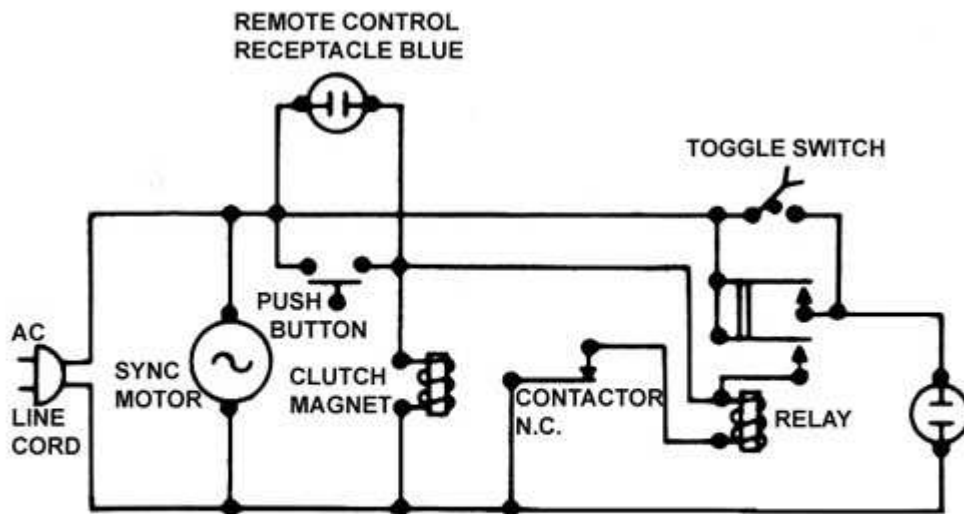 REMOTE CONTROL
RECEPTACLE BLUE
TOGGLE SWITCH
PUSH
BUTTON
AC
LINE
CORD
SYNC
MOTOR
CLUTCH
MAGNET
CONTACTOR
N.C.
RELAY